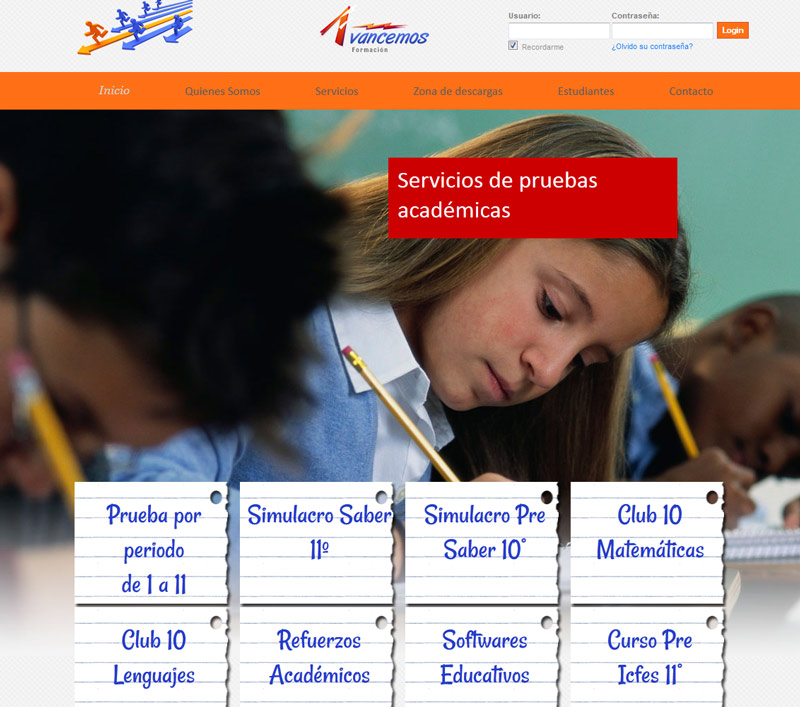 Avancemos
Formación
Usuario:
Contraseña:
Recordarme
¿Olvido su contraseña?
Login
Inicio
Quienes Somos
Servicios
Zona de descargas
Estudiantes
Contacto
Servicios de pruebas
académicas
Prueba por
periodo
de 1 a 11
Simulacro Saber
11º
Simulacro Pre
Saber 10°
Club 10
Matemáticas
Club 10
Lenguajes
Refuerzos
Académicos
Softwares
Educativos
Curso Pre
Icfes 11°